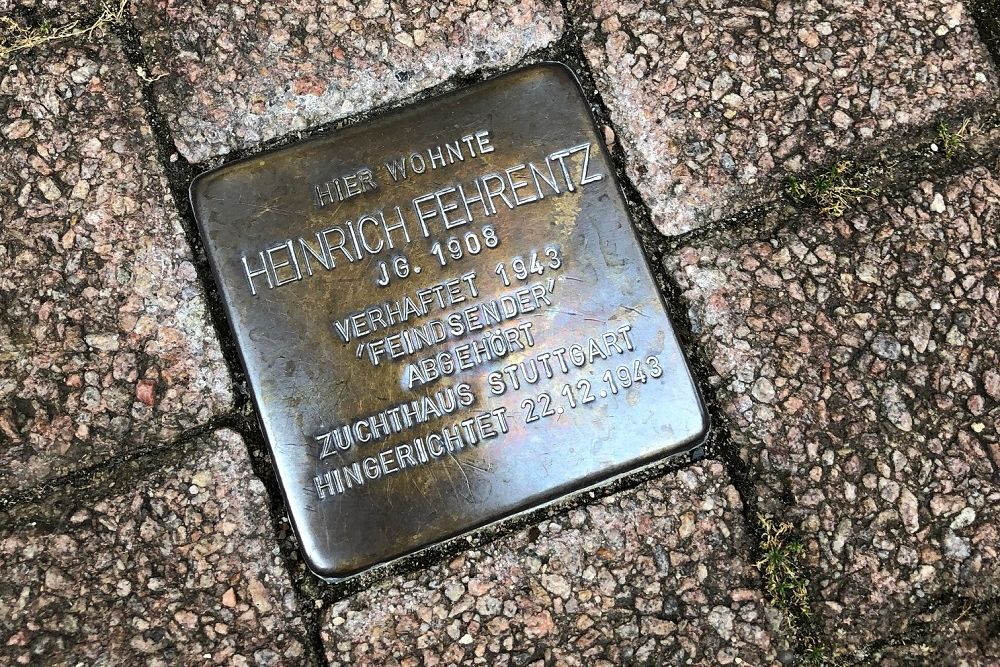 HIER WOHNTE
HEINRICH FEHRENTZ
JG. 1908
VERHAFTET 1943
"FEINDSENDER"
ABGEHÖRT
ZUCHTHAUS STUTTGART
HINGERICHTET 22.12.1943